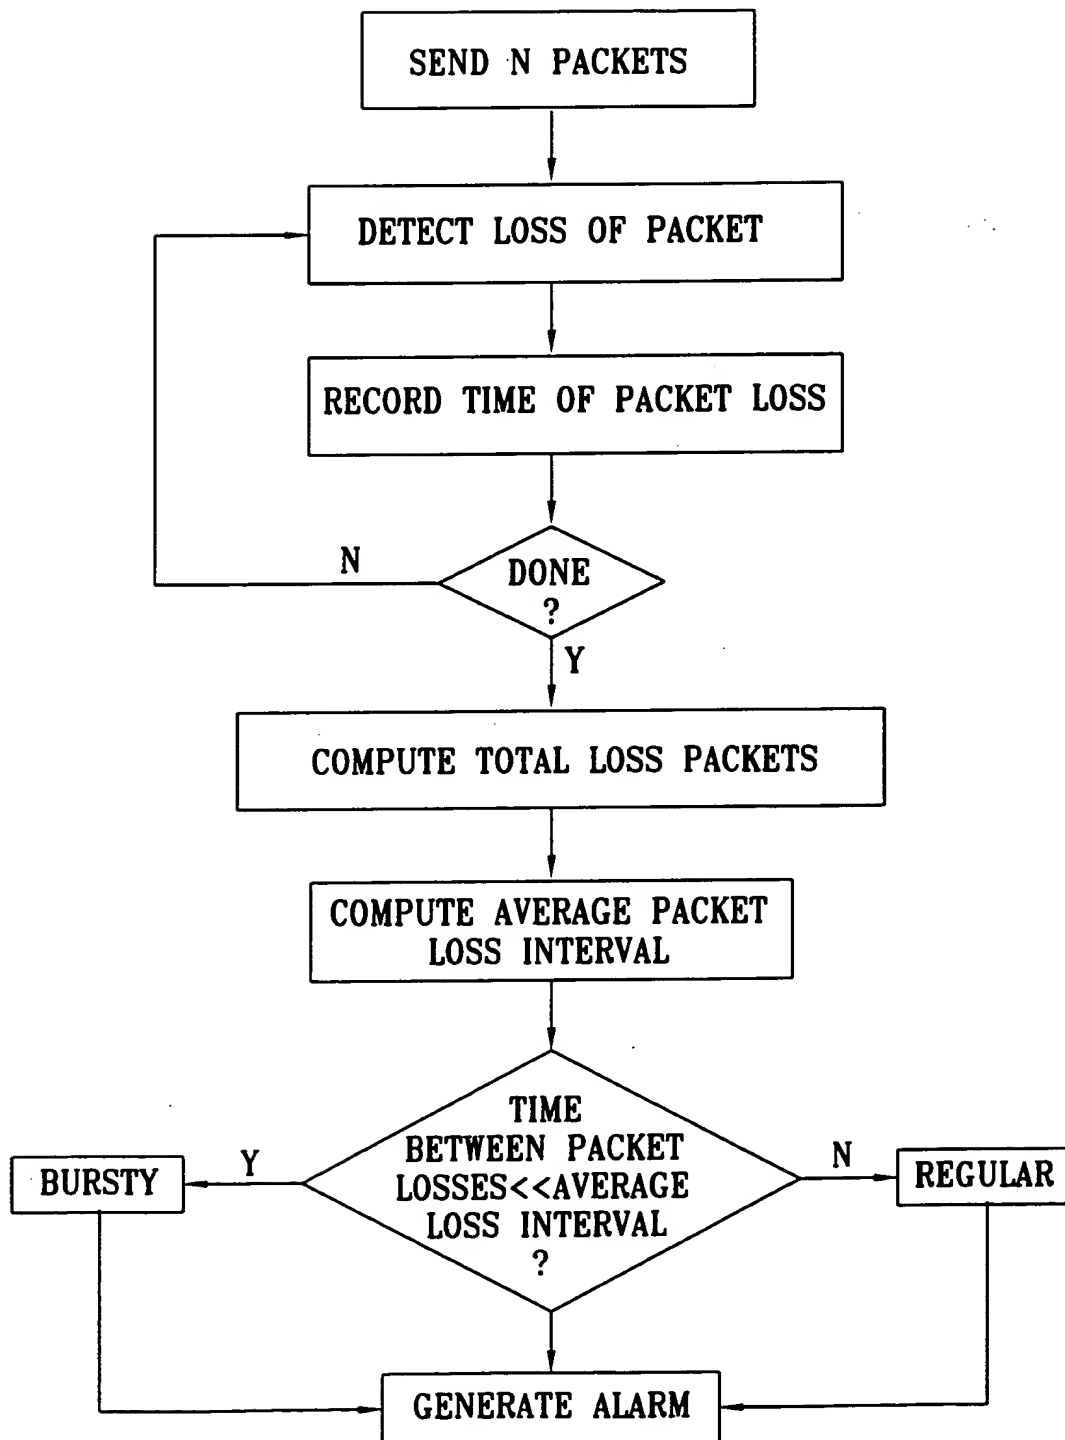 SEND N PACKETS
DETECT LOSS OF PACKET
RECORD TIME OF PACKET LOSS
DONE
?
N
Y
COMPUTE TOTAL LOSS PACKETS
COMPUTE AVERAGE PACKET
LOSS INTERVAL
TIME
BETWEEN PACKET
LOSSES<<AVERAGE
LOSS INTERVAL
?
Y
N
BURSTY
REGULAR
GENERATE ALARM